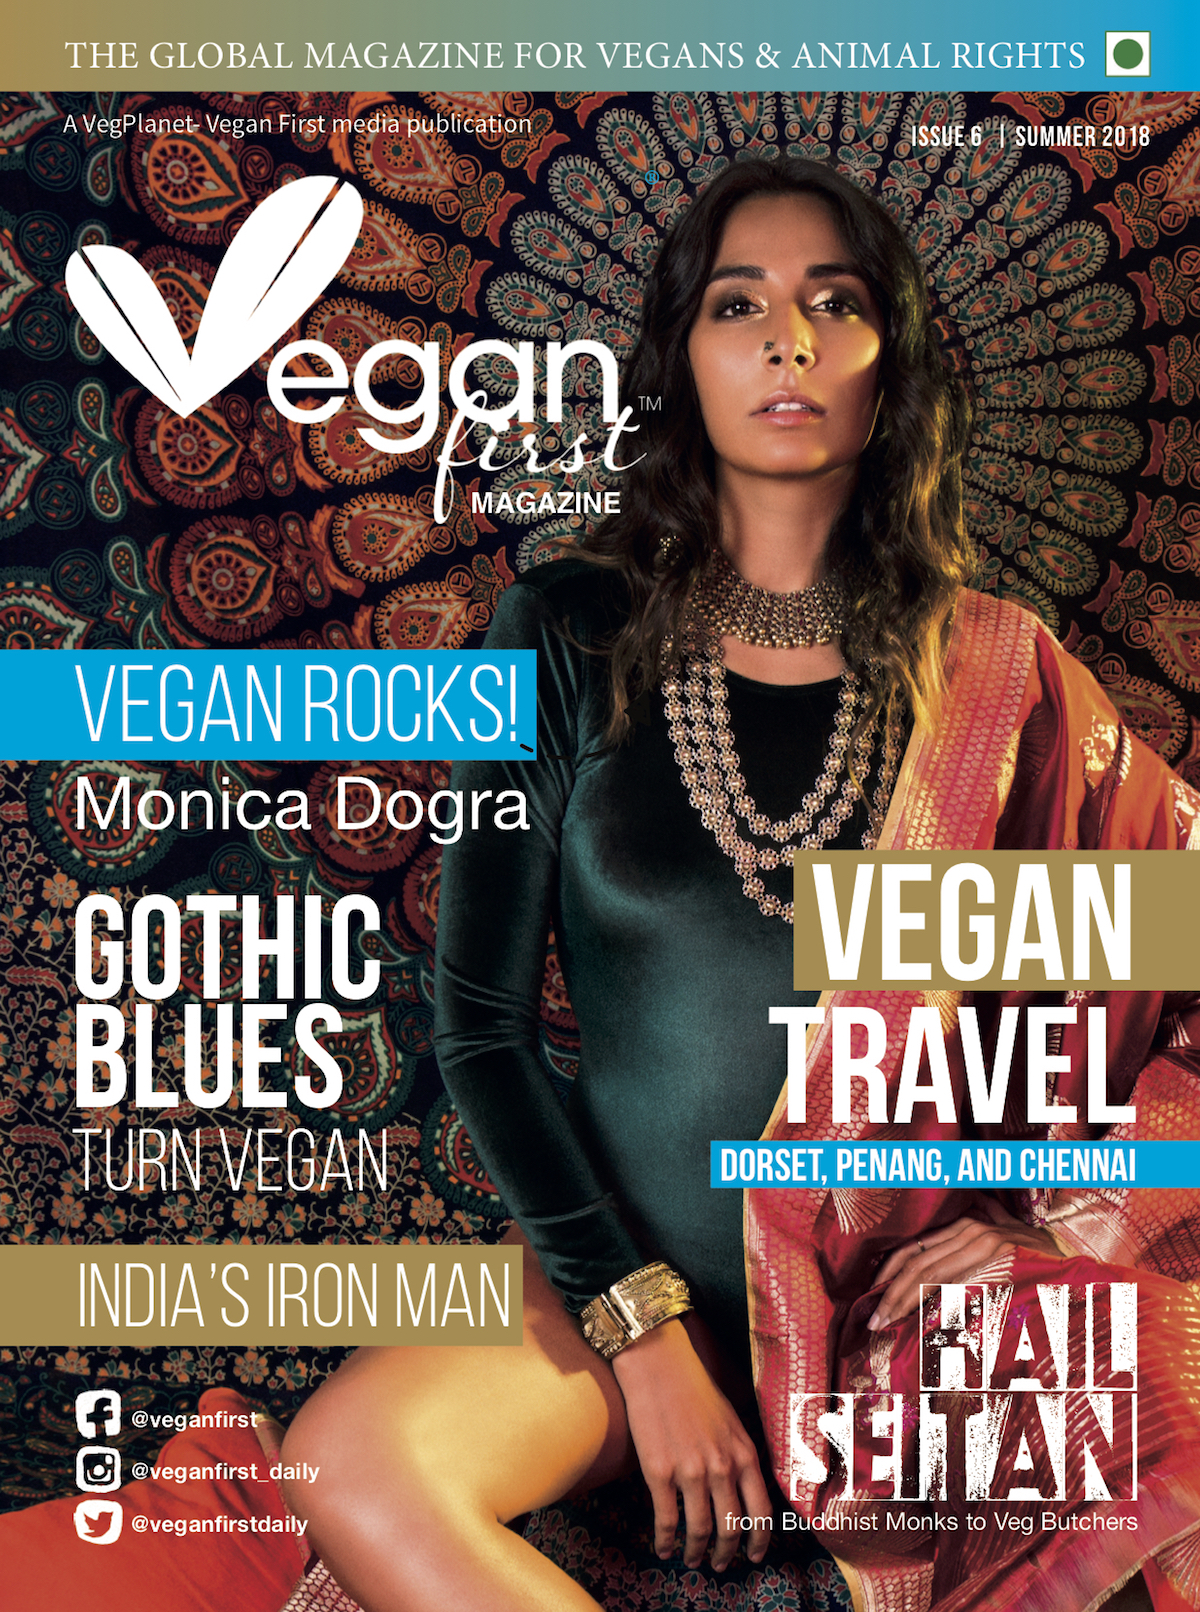 THE GLOBAL MAGAZINE FOR VEGANS & ANIMAL RIGHTS
A VegPlanet- Vegan First media publication
ISSUE 6 | SUMMER 2018
®
Vegan™
first
MAGAZINE
VEGAN ROCKS!
Monica Dogra
GOTHIC
BLUES
TURN VEGAN
INDIA'S IRON MAN
@veganfirst
@veganfirst_daily
@veganfirstdaily
VEGAN
TRAVEL
DORSET, PENANG, AND CHENNAI
HAIL
SEITAN
from Buddhist Monks to Veg Butchers